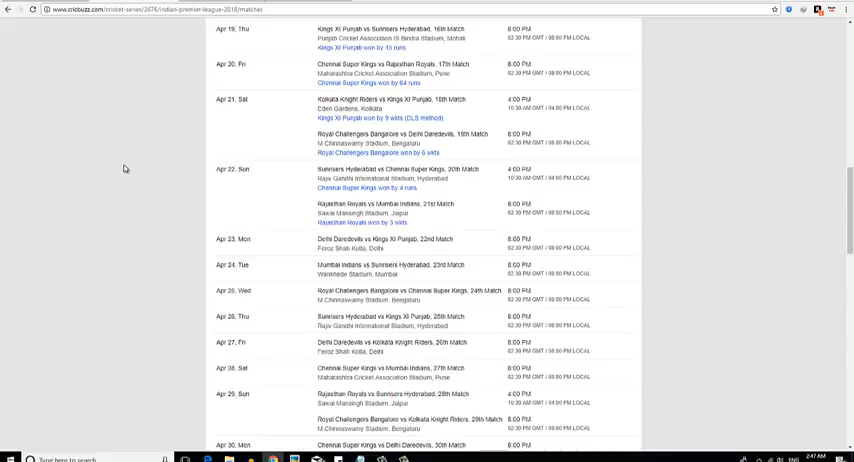 www.cricbuzz.com/cricket-series/2676/indian-premier-league-2018/matches
Apr 19, Thu
Kings XI Punjab vs Sunrisers Hyderabad, 16th Match
8:00 PM
Punjab Cricket Association IS Bindra Stadium, Mohali
02:30 PM GMT / 08:00 PM LOCAL
Kings XI Punjab won by 15 runs
Apr 20, Fri
Chennai Super Kings vs Rajasthan Royals, 17th Match
8:00 PM
Maharashtra Cricket Association Stadium, Pune
02:30 PM GMT / 08:00 PM LOCAL
Chennai Super Kings won by 64 runs
Apr 21, Sat
Kolkata Knight Riders vs Kings XI Punjab, 18th Match
4:00 PM
Eden Gardens, Kolkata
10:30 AM GMT / 04:00 PM LOCAL
Kings XI Punjab won by 9 wkts (DLS method)
Royal Challengers Bangalore vs Delhi Daredevils, 19th Match
8:00 PM
M.Chinnaswamy Stadium, Bengaluru
02:30 PM GMT / 08:00 PM LOCAL
Royal Challengers Bangalore won by 6 wkts
Apr 22, Sun
Sunrisers Hyderabad vs Chennai Super Kings, 20th Match
4:00 PM
Rajiv Gandhi International Stadium, Hyderabad
10:30 AM GMT / 04:00 PM LOCAL
Chennai Super Kings won by 4 runs
Rajasthan Royals vs Mumbai Indians, 21st Match
8:00 PM
Sawai Mansingh Stadium, Jaipur
02:30 PM GMT / 08:00 PM LOCAL
Rajasthan Royals won by 3 wkts
Apr 23, Mon
Delhi Daredevils vs Kings XI Punjab, 22nd Match
8:00 PM
Feroz Shah Kotla, Delhi
02:30 PM GMT / 08:00 PM LOCAL
Apr 24, Tue
Mumbai Indians vs Sunrisers Hyderabad, 23rd Match
8:00 PM
Wankhede Stadium, Mumbai
02:30 PM GMT / 08:00 PM LOCAL
Apr 25, Wed
Royal Challengers Bangalore vs Chennai Super Kings, 24th Match
8:00 PM
M.Chinnaswamy Stadium, Bengaluru
02:30 PM GMT / 08:00 PM LOCAL
Apr 26, Thu
Sunrisers Hyderabad vs Kings XI Punjab, 25th Match
8:00 PM
Rajiv Gandhi International Stadium, Hyderabad
02:30 PM GMT / 08:00 PM LOCAL
Apr 27, Fri
Delhi Daredevils vs Kolkata Knight Riders, 26th Match
8:00 PM
Feroz Shah Kotla, Delhi
02:30 PM GMT / 08:00 PM LOCAL
Apr 28, Sat
Chennai Super Kings vs Mumbai Indians, 27th Match
8:00 PM
Maharashtra Cricket Association Stadium, Pune
02:30 PM GMT / 08:00 PM LOCAL
Apr 29, Sun
Rajasthan Royals vs Sunrisers Hyderabad, 28th Match
4:00 PM
Sawai Mansingh Stadium, Jaipur
10:30 AM GMT / 04:00 PM LOCAL
Royal Challengers Bangalore vs Kolkata Knight Riders, 29th Match
8:00 PM
M.Chinnaswamy Stadium, Bengaluru
02:30 PM GMT / 08:00 PM LOCAL
Apr 30, Mon
Chennai Super Kings vs Delhi Daredevils, 30th Match
8:00 PM
Type here to search
ENG
2:47 AM